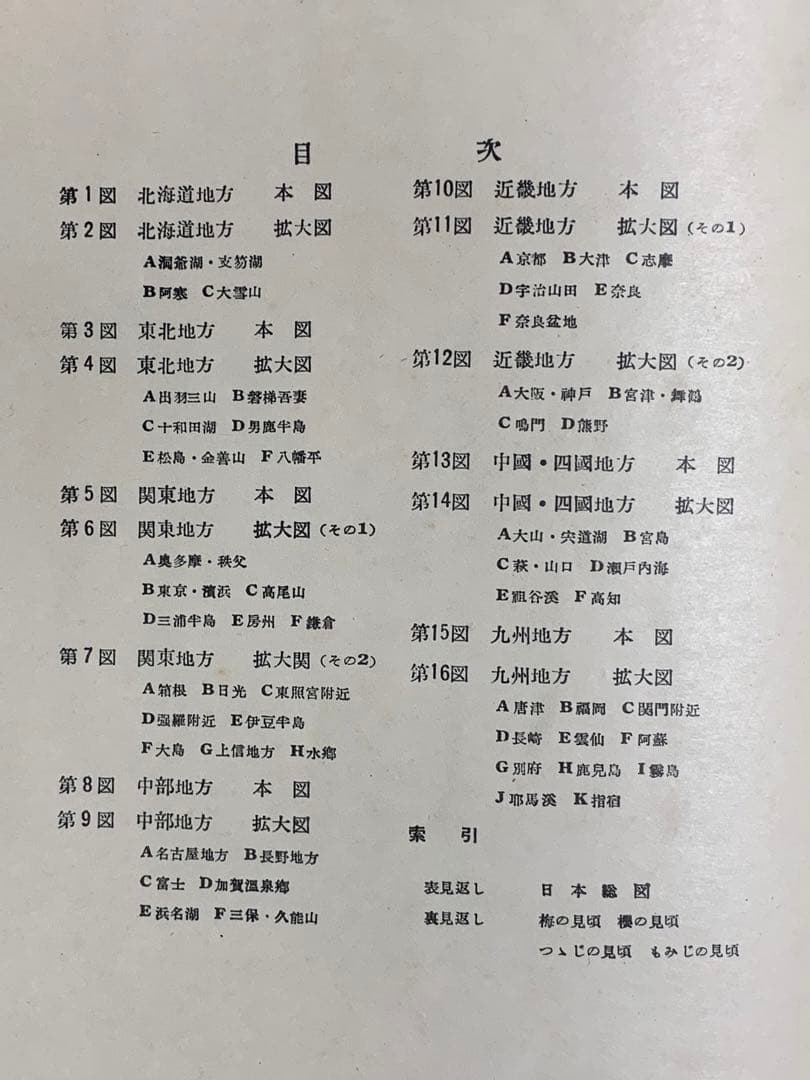 目次
第1図 北海道地方 本図
第2図 北海道地方 拡大図
A洞爺湖・支笏湖
B阿寒 C大雪山
第3図 東北地方 本図
第4図 東北地方 拡大図
A出羽三山 B磐梯吾妻
C十和田湖 D男鹿半島
E松島・金善山 F八幡平
第5図 関東地方 本図
第6図 関東地方 拡大図(その1)
A奥多摩・秩父
B東京・濱浜 C高尾山
D三浦半島 E房州 F鎌倉
第7図 関東地方 拡大関(その2)
A箱根 B日光 C東照宮附近
D强羅附近 E伊豆半島
F大島 G上信地方 H水郷
第8図 中部地方 本図
第9図 中部地方 拡大図
A名古屋地方 B長野地方
C富士 D加賀温泉郷
E浜名湖 F三保・久能山
第10図 近畿地方 本図
第11図 近畿地方 拡大図(その1)
A京都 B大津 C志摩
D宇治山田 E奈良
F奈良盆地
第12図 近畿地方 拡大図(その2)
A大阪・神戸 B宮津・舞鶴
C鳴門 D熊野
第13図 中國・四國地方 本図
第14図 中國・四國地方 拡大図
A大山・宍道湖 B宮島
C萩・山口 D瀬戸内海
E祖谷溪 F高知
第15図 九州地方 本図
第16図 九州地方 拡大図
A唐津 B福岡 C関門附近
D長崎 E雲仙 F阿蘇
G別府 H鹿兒島 I霧島
J耶馬溪 K指宿
索引
表見返し 日本総図
裏見返し 梅の見頃 櫻の見頃
つゝじの見頃 もみじの見頃